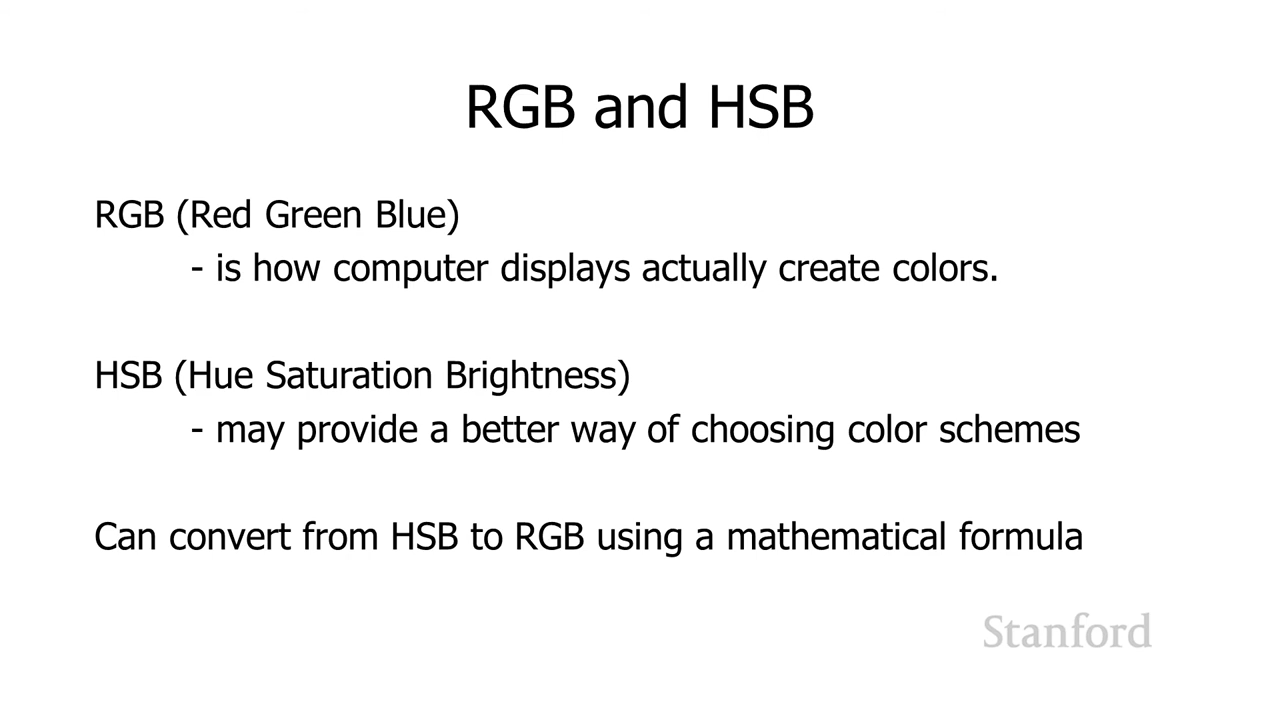 RGB and HSB
RGB (Red Green Blue)
- is how computer displays actually create colors.
HSB (Hue Saturation Brightness)
- may provide a better way of choosing color schemes
Can convert from HSB to RGB using a mathematical formula
Stanford